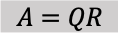 A = QR